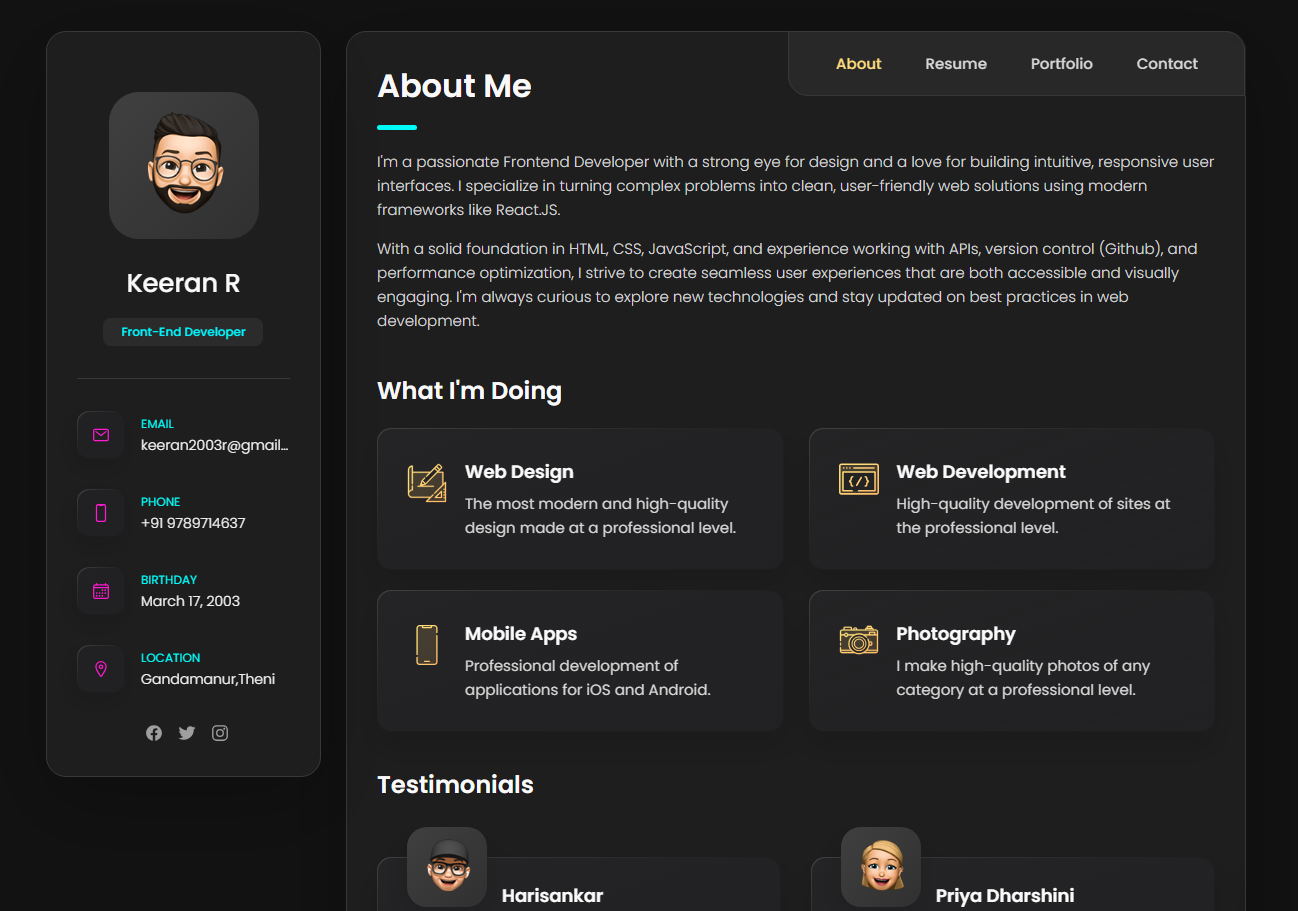 Keeran R
Front-End Developer
EMAIL
keeran2003r@gmail...
PHONE
+91 9789714637
BIRTHDAY
March 17, 2003
LOCATION
Gandamanur,Theni
About
Resume
Portfolio
Contact
About Me
I'm a passionate Frontend Developer with a strong eye for design and a love for building intuitive, responsive user
interfaces. I specialize in turning complex problems into clean, user-friendly web solutions using modern
frameworks like React.JS.
With a solid foundation in HTML, CSS, JavaScript, and experience working with APIs, version control (Github), and
performance optimization, I strive to create seamless user experiences that are both accessible and visually
engaging. I'm always curious to explore new technologies and stay updated on best practices in web
development.
What I'm Doing
Web Design
The most modern and high-quality
design made at a professional level.
Web Development
High-quality development of sites at
the professional level.
Mobile Apps
Professional development of
applications for iOS and Android.
Photography
I make high-quality photos of any
category at a professional level.
Testimonials
Harisankar
Priya Dharshini